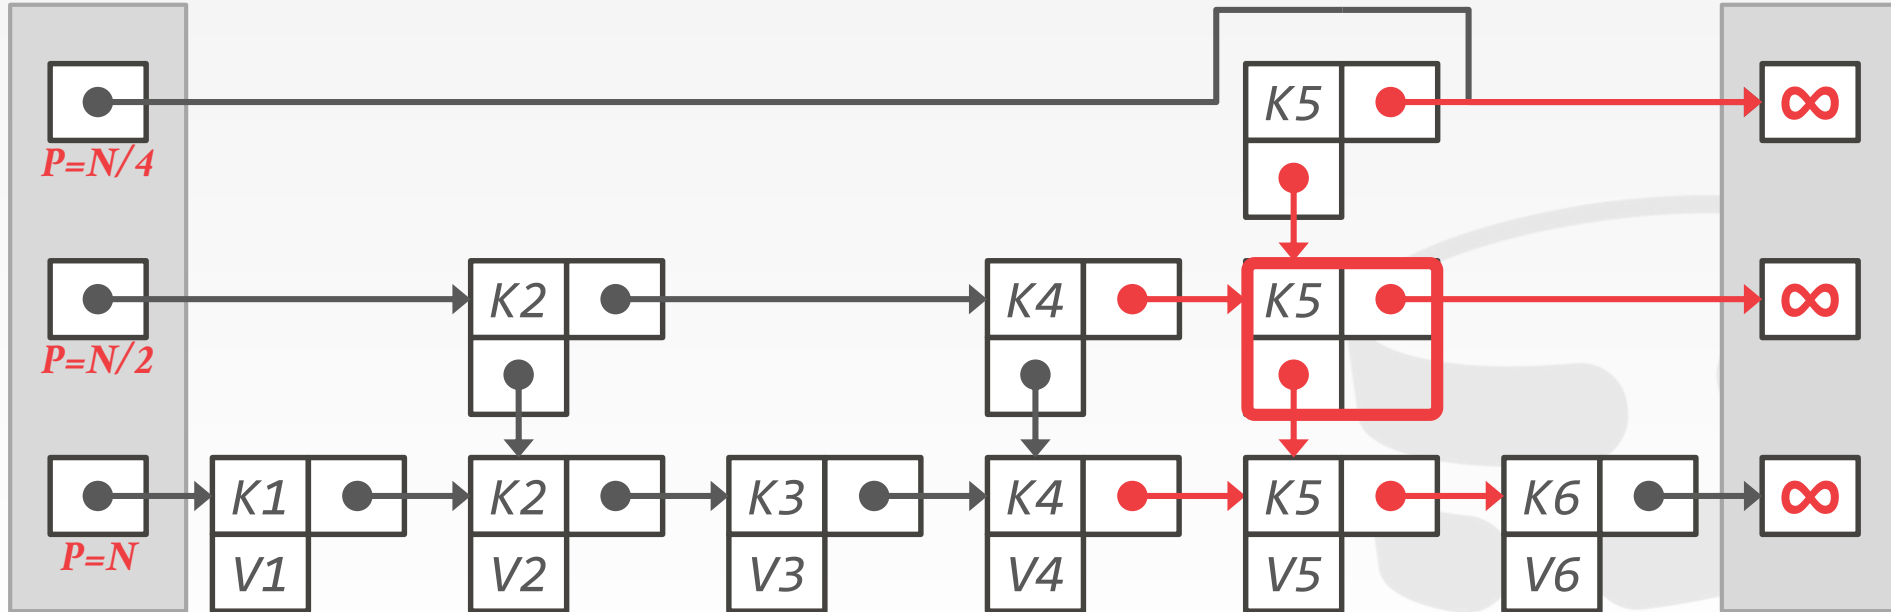 K5 ∞
P=N/4
K2 K4 K5 ∞
P=N/2
K1 K2 K3 K4 K5 K6 ∞
P=N
V1 V2 V3 V4 V5 V6